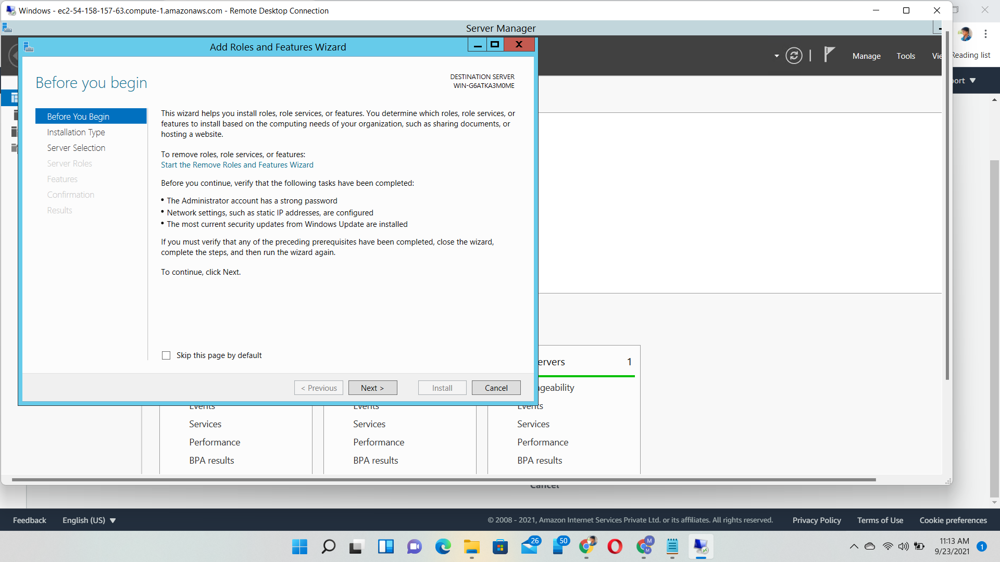 Windows - ec2-54-158-157-63.compute-1.amazonaws.com - Remote Desktop Connection
Server Manager
Add Roles and Features Wizard
X
Manage
Tools
Reading list
Before you begin
DESTINATION SERVER
WIN-G6ATKA3M0ME
Before You Begin
Installation Type
Server Selection
Server Roles
Features
Confirmation
Results
This wizard helps you install roles, role services, or features. You determine which roles, role services, or
features to install based on the computing needs of your organization, such as sharing documents, or
hosting a website.
To remove roles, role services, or features:
Start the Remove Roles and Features Wizard
Before you continue, verify that the following tasks have been completed:
• The Administrator account has a strong password
• Network settings, such as static IP addresses, are configured
• The most current security updates from Windows Update are installed
If you must verify that any of the preceding prerequisites have been completed, close the wizard,
complete the steps, and then run the wizard again.
To continue, click Next.
Skip this page by default
< Previous
Next >
Install
Cancel
ervers 1
ageability
Events
Events
Events
Services
Services
Services
Performance
Performance
Performance
BPA results
BPA results
BPA results
Cancel
Feedback
English (US)
© 2008 - 2021, Amazon Internet Services Private Ltd. or its affiliates. All rights reserved.
Privacy Policy
Terms of Use
Cookie preferences
26
50
M
M
11:13 AM
9/23/2021
1